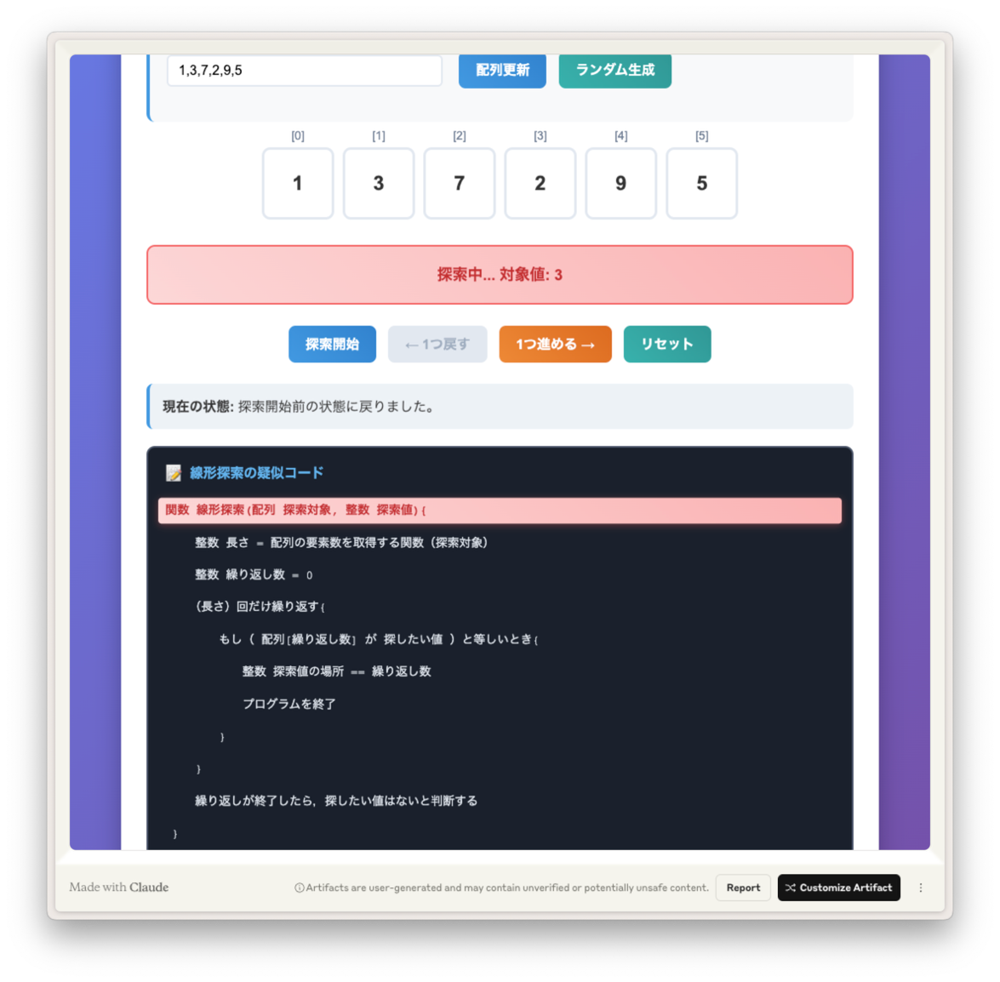 1,3,7,2,9,5 配列更新 ランダム生成
[0] [1] [2] [3] [4] [5]
1 3 7 2 9 5
探索中... 対象値: 3
探索開始 ← 1つ戻す 1つ進める → リセット
現在の状態: 探索開始前の状態に戻りました。
📝 線形探索の疑似コード
関数 線形探索(配列 探索対象, 整数 探索値){
整数 長さ = 配列の要素数を取得する関数（探索対象）
整数 繰り返し数 = 0
（長さ）回だけ繰り返す{
もし（ 配列[繰り返し数] が 探したい値 ）と等しいとき{
整数 探索値の場所 == 繰り返し数
プログラムを終了
}
}
繰り返しが終了したら, 探したい値はないと判断する
}
Made with Claude Artifacts are user-generated and may contain unverified or potentially unsafe content. Report Customize Artifact